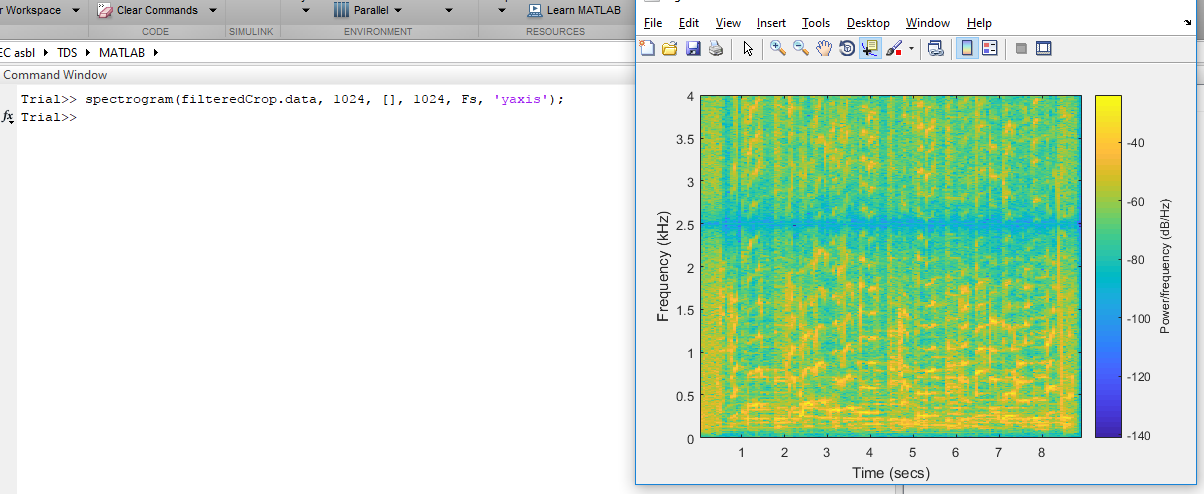 r Workspace
Clear Commands
Parallel
Learn MATLAB
CODE
SIMULINK
ENVIRONMENT
RESOURCES
EC asbl
TDS
MATLAB
Command Window
Trial>> spectrogram(filteredCrop.data, 1024, [], 1024, Fs, 'yaxis');
fx
Trial>>
File Edit View Insert Tools Desktop Window Help
4
3.5
3
2.5
2
1.5
1
0.5
0
Frequency (kHz)
1 2 3 4 5 6 7 8
Time (secs)
-40
-60
-80
-100
-120
-140
Power/frequency (dB/Hz)